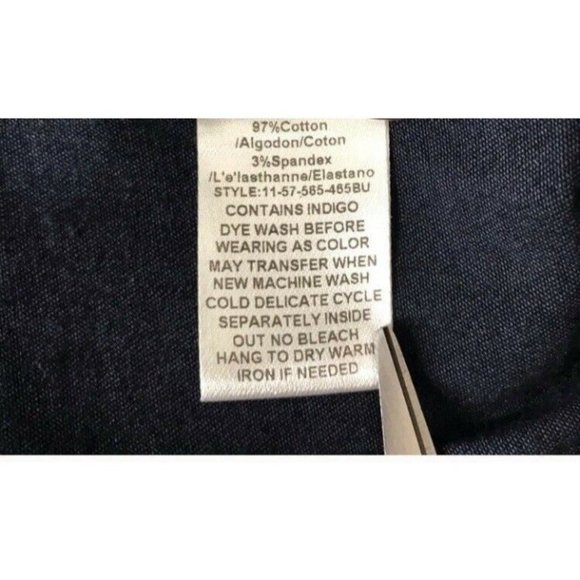 97%Cotton
/Algodon/Coton
3%Spandex
/L'e'lasthanne/Elastano
STYLE:11-57-565-465BU
CONTAINS INDIGO
DYE WASH BEFORE
WEARING AS COLOR
MAY TRANSFER WHEN
NEW MACHINE WASH
COLD DELICATE CYCLE
SEPARATELY INSIDE
OUT NO BLEACH
HANG TO DRY WARM
IRON IF NEEDED